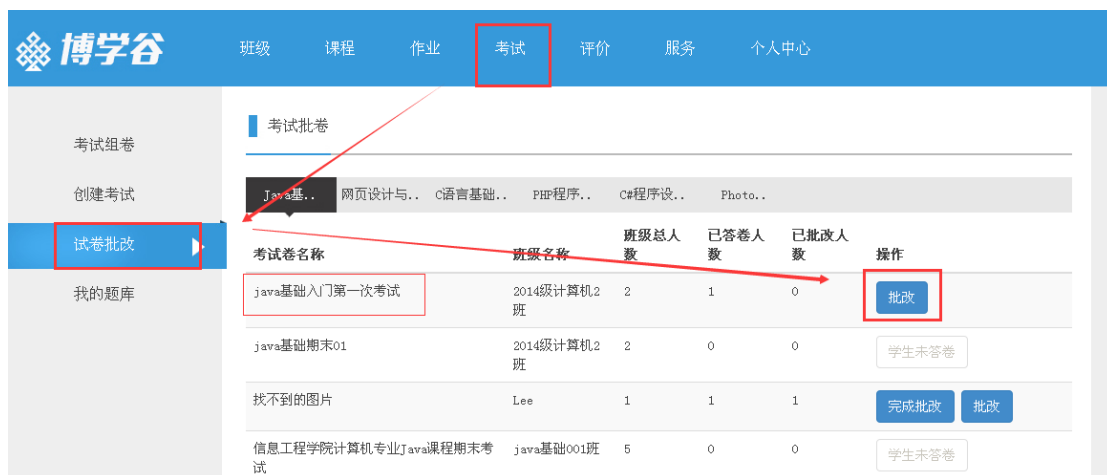 博学谷
班级 课程 作业 考试 评价 服务 个人中心
考试组卷
创建考试
试卷批改
我的题库
考试批卷
Java基.. 网页设计与.. C语言基础.. PHP程序.. C#程序设.. Photo..
考试卷名称 班级名称 班级总人数 已答卷人数 已批改人数 操作
java基础入门第一次考试 2014级计算机2班 2 1 0 批改
java基础期末01 2014级计算机2班 2 0 0 学生未答卷
找不到的图片 Lee 1 1 1 完成批改 批改
信息工程学院计算机专业Java课程期末考试 java基础001班 5 0 0 学生未答卷